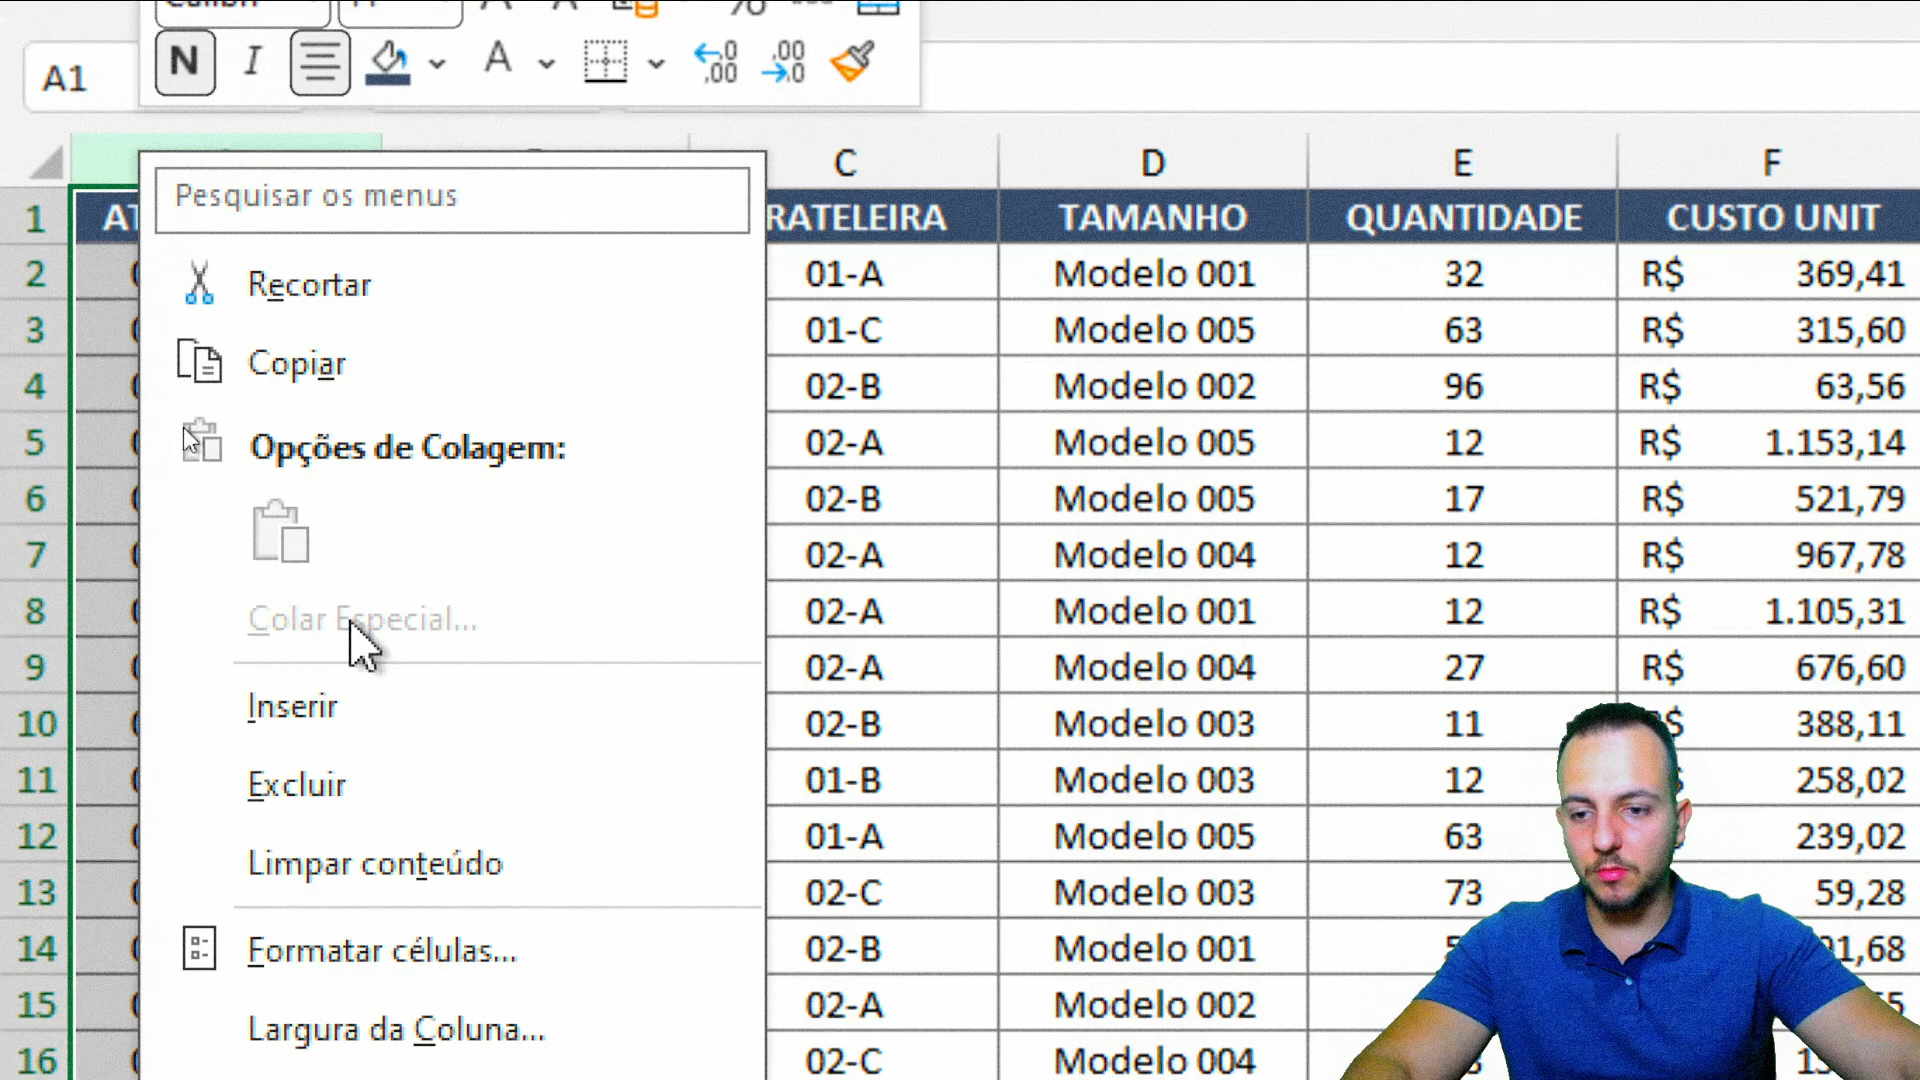 N I A
,0 ,00
,00 ,0
A1
C D E F
Pesquisar os menus
1 RATELEIRA TAMANHO QUANTIDADE CUSTO UNIT
2 01-A Modelo 001 32 R$ 369,41
Recortar
3 01-C Modelo 005 63 R$ 315,60
Copiar
4 02-B Modelo 002 96 R$ 63,56
Opções de Colagem:
5 02-A Modelo 005 12 R$ 1.153,14
6 02-B Modelo 005 17 R$ 521,79
7 02-A Modelo 004 12 R$ 967,78
8 02-A Modelo 001 12 R$ 1.105,31
Colar Especial...
9 02-A Modelo 004 27 R$ 676,60
Inserir
10 02-B Modelo 003 11 R$ 388,11
Excluir
11 01-B Modelo 003 12 258,02
12 01-A Modelo 005 63 239,02
Limpar conteúdo
13 02-C Modelo 003 73 59,28
14 02-B Modelo 001 1,68
Formatar células...
15 02-A Modelo 002
Largura da Coluna...
16 02-C Modelo 004